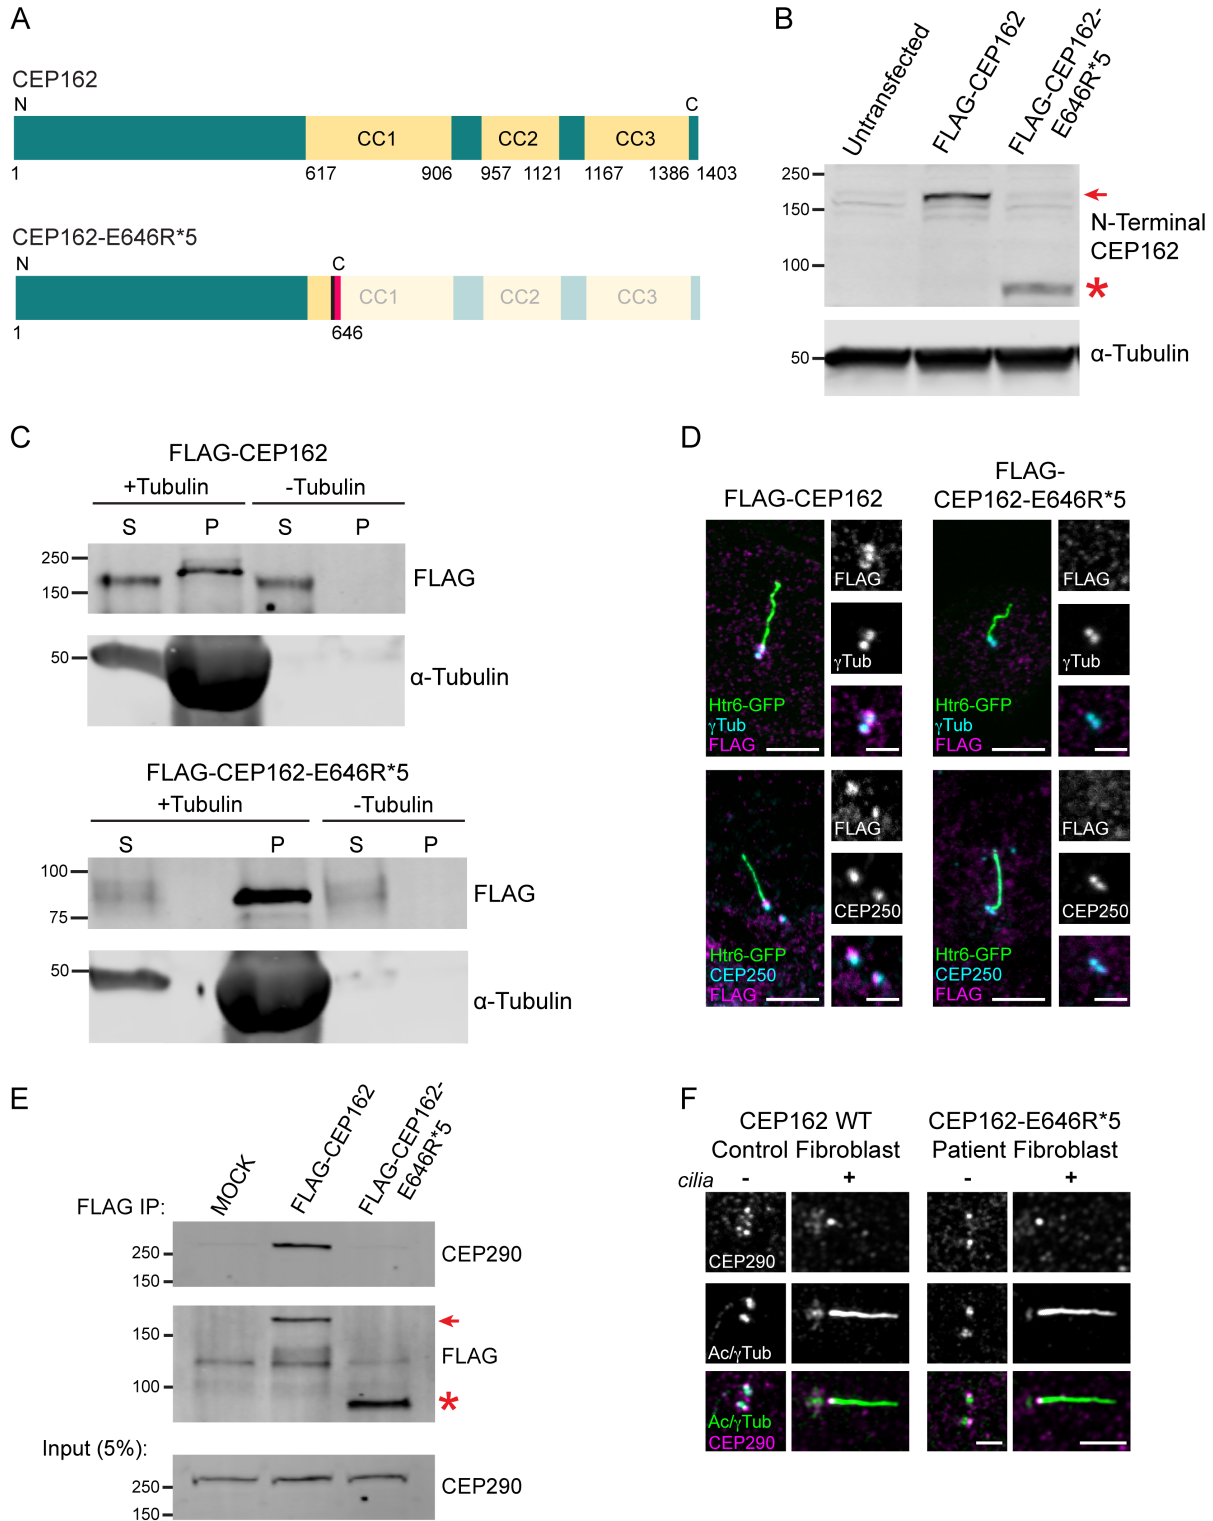 A
CEP162
N
C
CC1
CC2
CC3
1
617
906
957
1121
1167
1386
1403
CEP162-E646R*5
N
C
CC1
CC2
CC3
1
646
B
Untransfected
FLAG-CEP162
FLAG-CEP162-
E646R*5
250
150
100
N-Terminal
CEP162
*
50
α-Tubulin
C
FLAG-CEP162
+Tubulin
-Tubulin
S
P
S
P
250
150
FLAG
50
α-Tubulin
FLAG-CEP162-E646R*5
+Tubulin
-Tubulin
S
P
S
P
100
75
FLAG
50
α-Tubulin
D
FLAG-CEP162
FLAG-
CEP162-E646R*5
FLAG
γTub
Htr6-GFP
γTub
FLAG
FLAG
γTub
Htr6-GFP
γTub
FLAG
FLAG
CEP250
Htr6-GFP
CEP250
FLAG
FLAG
CEP250
Htr6-GFP
CEP250
FLAG
E
MOCK
FLAG-CEP162
FLAG-CEP162-
E646R*5
FLAG IP:
250
150
CEP290
150
100
FLAG
*
Input (5%):
250
150
CEP290
F
CEP162 WT
Control Fibroblast
CEP162-E646R*5
Patient Fibroblast
cilia
-
+
-
+
CEP290
Ac/γTub
Ac/γTub
CEP290